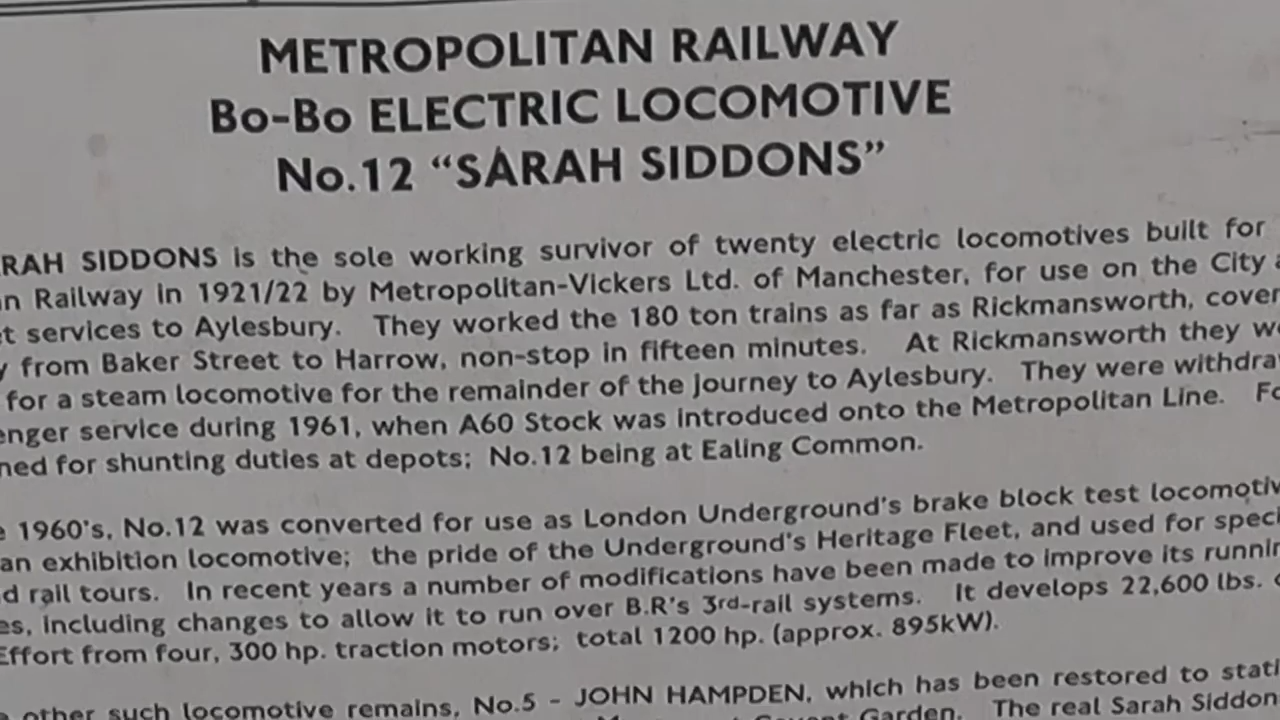 METROPOLITAN RAILWAY
Bo-Bo ELECTRIC LOCOMOTIVE
No.12 “SARAH SIDDONS”
RAH SIDDONS is the sole working survivor of twenty electric locomotives built for
n Railway in 1921/22 by Metropolitan-Vickers Ltd. of Manchester, for use on the City
et services to Aylesbury. They worked the 180 ton trains as far as Rickmansworth, cover
y from Baker Street to Harrow, non-stop in fifteen minutes. At Rickmansworth they we
for a steam locomotive for the remainder of the journey to Aylesbury. They were withdra
enger service during 1961, when A60 Stock was introduced onto the Metropolitan Line. Fo
ned for shunting duties at depots; No.12 being at Ealing Common.
e 1960's, No.12 was converted for use as London Underground's brake block test locomotiv
an exhibition locomotive; the pride of the Underground's Heritage Fleet, and used for speci
d rail tours. In recent years a number of modifications have been made to improve its runnin
es, including changes to allow it to run over B.R's 3rd-rail systems. It develops 22,600 lbs.
Effort from four, 300 hp. traction motors; total 1200 hp. (approx. 895kW).
other such locomotive remains, No.5 - JOHN HAMPDEN, which has been restored to stati
Garden. The real Sarah Siddon